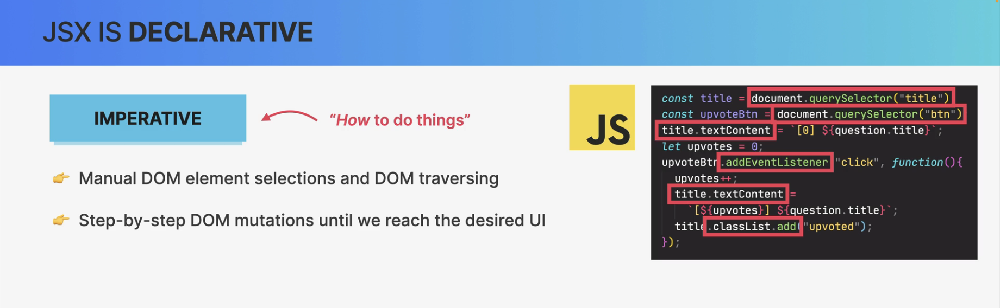 JSX IS DECLARATIVE
IMPERATIVE
“How to do things”
👉 Manual DOM element selections and DOM traversing
👉 Step-by-step DOM mutations until we reach the desired UI
JS
const title = document.querySelector("title")
const upvoteBtn = document.querySelector("btn")
title.textContent = `[0] ${question.title}`;
let upvotes = 0;
upvoteBtn.addEventListener "click", function(){
upvotes++;
title.textContent =
`[${upvotes}] ${question.title}`;
title.classList.add("upvoted");
});